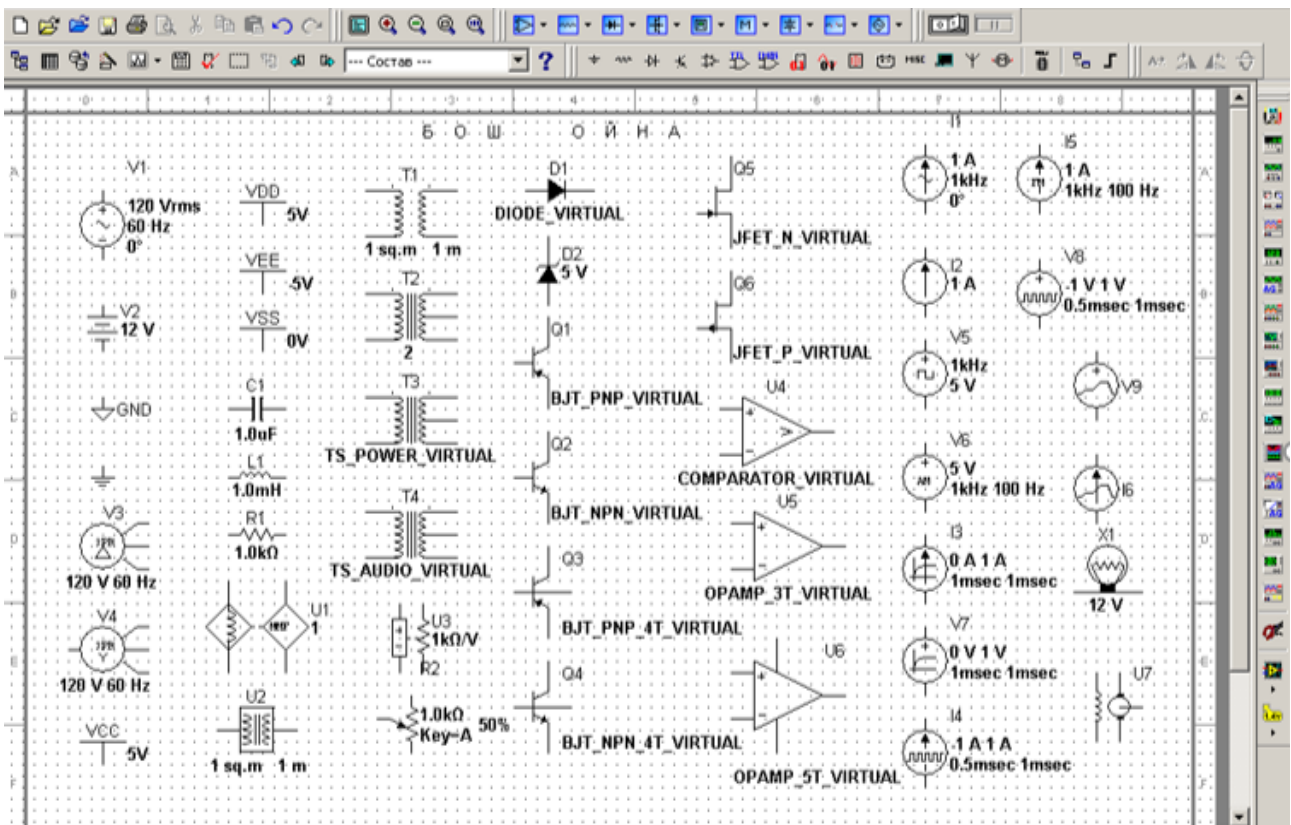 --- Состав ---
0 1 2 3 4 5 6 7 8
Б О Ш О Й Н А
A A
B B
C C
D D
E E
F F
V1
120 Vrms
60 Hz
0°
V2
12 V
GND
V3
3PH
120 V 60 Hz
V4
3PH
Y
120 V 60 Hz
VCC
5V
VDD
5V
VEE
-5V
VSS
0V
C1
1.0uF
L1
1.0mH
R1
1.0kΩ
U1
1
U2
1 sq.m 1 m
T1
1 sq.m 1 m
T2
2
T3
TS_POWER_VIRTUAL
T4
TS_AUDIO_VIRTUAL
U3
1kΩ/V
R2
1.0kΩ
Key=A
50%
D1
DIODE_VIRTUAL
D2
5 V
Q1
BJT_PNP_VIRTUAL
Q2
BJT_NPN_VIRTUAL
Q3
BJT_PNP_4T_VIRTUAL
Q4
BJT_NPN_4T_VIRTUAL
Q5
JFET_N_VIRTUAL
Q6
JFET_P_VIRTUAL
U4
COMPARATOR_VIRTUAL
U5
OPAMP_3T_VIRTUAL
U6
OPAMP_5T_VIRTUAL
I1
1 A
1kHz
0°
I2
1 A
V5
1kHz
5 V
V6
AM
5 V
1kHz 100 Hz
I3
0 A 1 A
1msec 1msec
V7
0 V 1 V
1msec 1msec
I4
-1 A 1 A
0.5msec 1msec
I5
1 A
1kHz 100 Hz
V8
-1 V 1 V
0.5msec 1msec
V9
I6
X1
12 V
U7